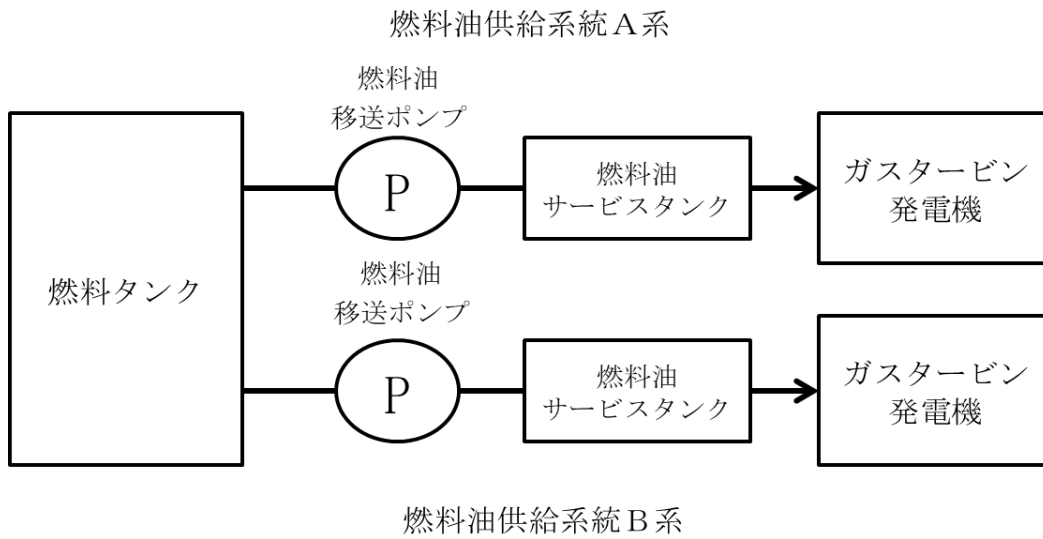 燃料油供給系統A系
燃料油
移送ポンプ
P
燃料油
サービスタンク
ガスタービン
発電機
燃料タンク
燃料油
移送ポンプ
P
燃料油
サービスタンク
ガスタービン
発電機
燃料油供給系統B系